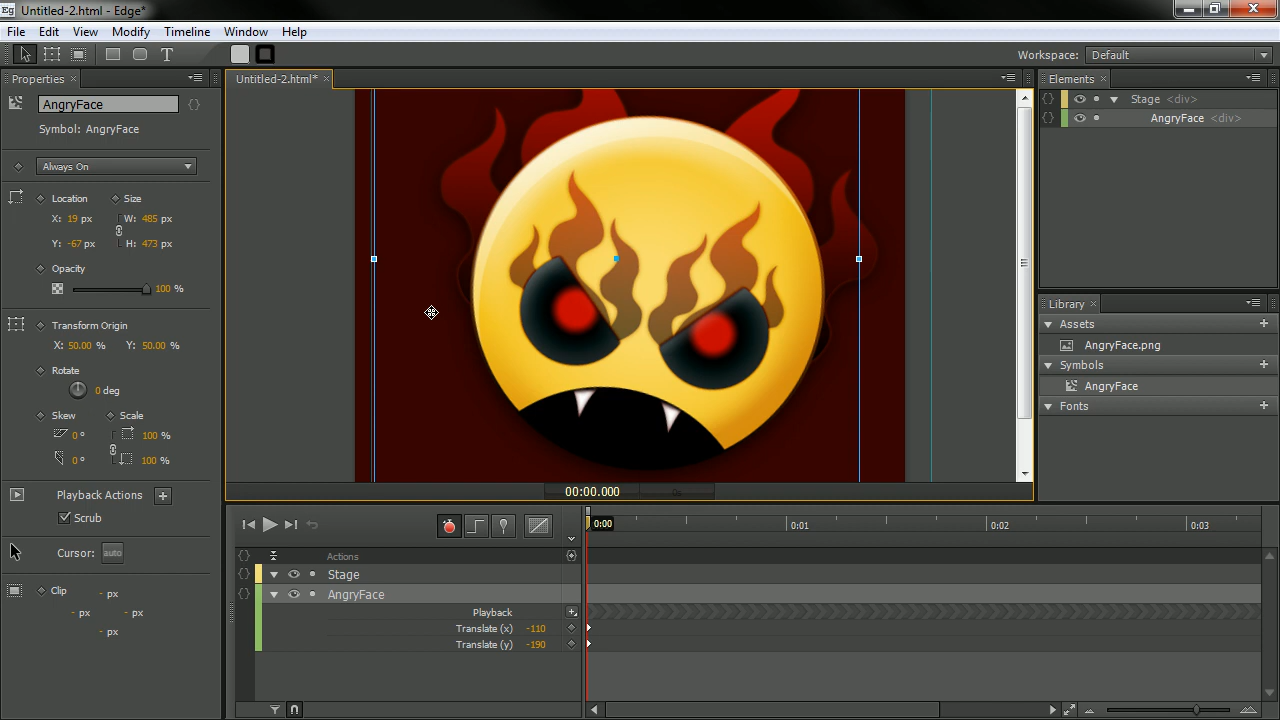 Eg Untitled-2.html* - Edge*
File Edit View Modify Timeline Window Help
T Workspace: Default
Properties × Untitled-2.html* × Elements ×
AngryFace {}
Symbol: AngryFace
Always On
Location Size
X: 19 px W: 485 px
Y: -67 px H: 473 px
Opacity
100 %
Transform Origin
X: 50.00 % Y: 50.00 %
Rotate
0 deg
Skew Scale
0 º 100 %
0 º 100 %
Playback Actions +
Scrub
Cursor: auto
Clip - px
- px - px
- px
{} Stage <div>
{} AngryFace <div>
Library ×
Assets +
AngryFace.png
Symbols +
AngryFace
Fonts +
00:00.000 0s
0:00 0:01 0:02 0:03
{} Actions
{} Stage
{} AngryFace
Playback +
Translate (x) -110
Translate (y) -190